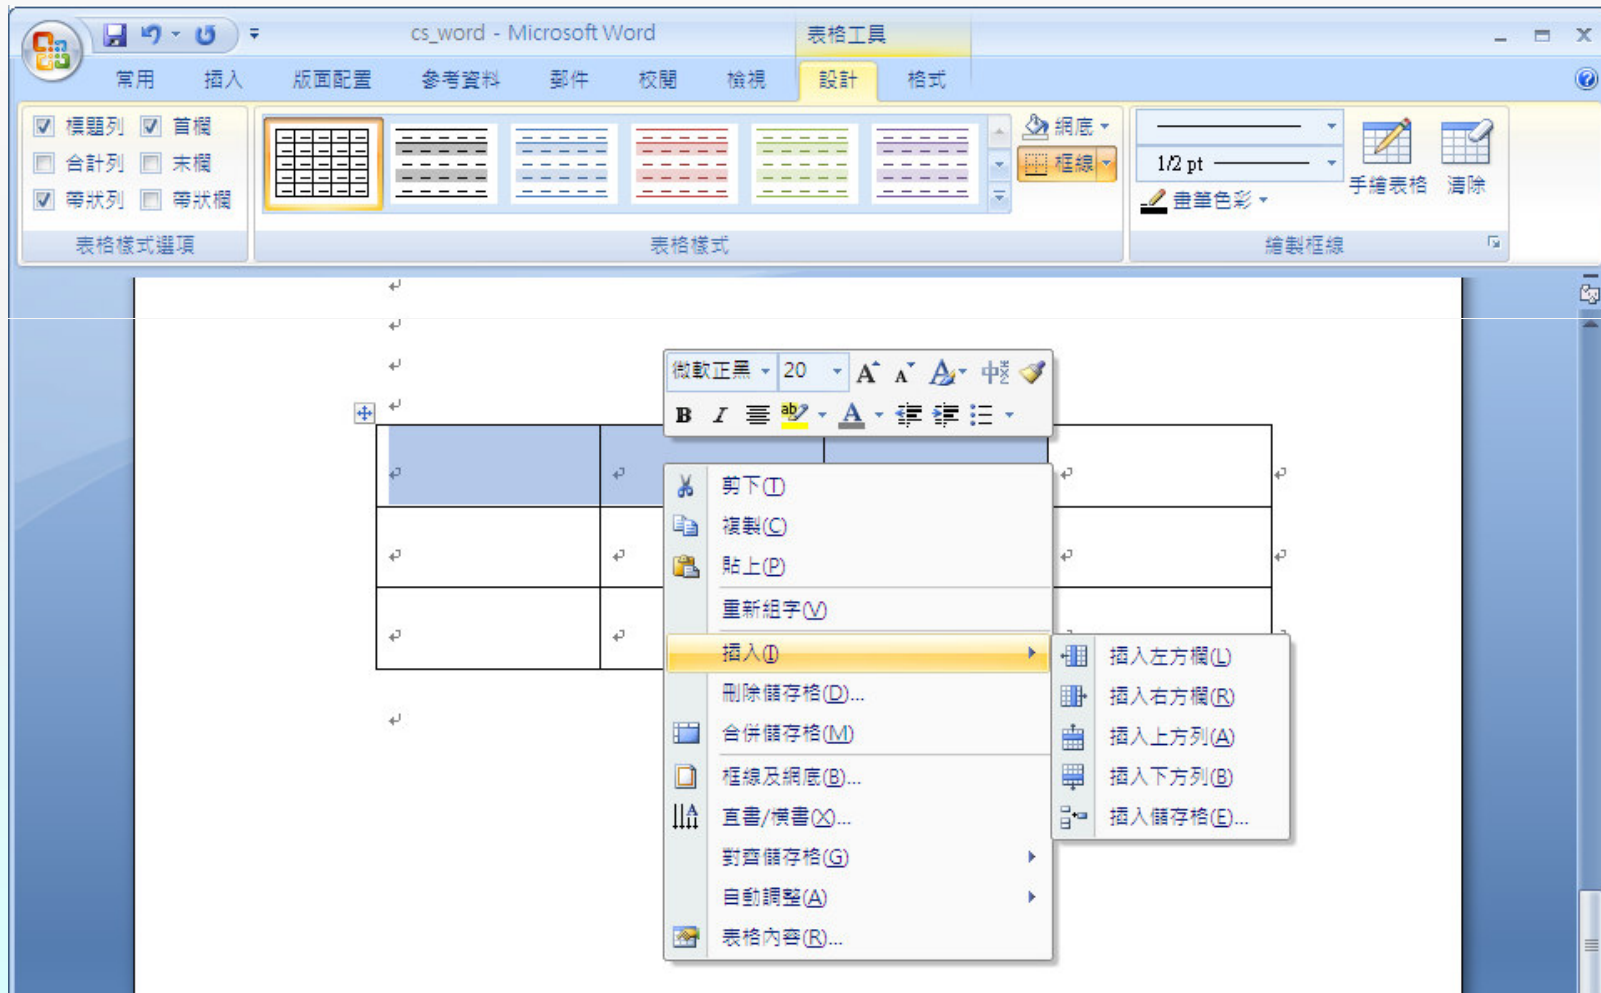 cs_word - Microsoft Word
表格工具
常用 插入 版面配置 參考資料 郵件 校閱 檢視 設計 格式
標題列 首欄
合計列 末欄
帶狀列 帶狀欄
表格樣式選項
網底
框線
表格樣式
1/2 pt
畫筆色彩
手繪表格 清除
繪製框線
微軟正黑 20
剪下(T)
複製(C)
貼上(P)
重新組字(V)
插入(I)
刪除儲存格(D)...
合併儲存格(M)
框線及網底(B)...
直書/橫書(X)...
對齊儲存格(G)
自動調整(A)
表格內容(R)...
插入左方欄(L)
插入右方欄(R)
插入上方列(A)
插入下方列(B)
插入儲存格(E)...